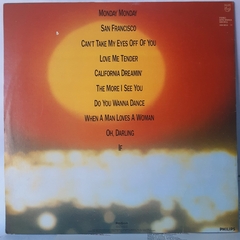 MONDAY MONDAY
SAN FRANCISCO
CAN'T TAKE MY EYES OFF OF YOU
LOVE ME TENDER
CALIFORNIA DREAMIN'
THE MORE I SEE YOU
DO YOU WANNA DANCE
WHEN A MAN LOVES A WOMAN
OH, DARLING
IF